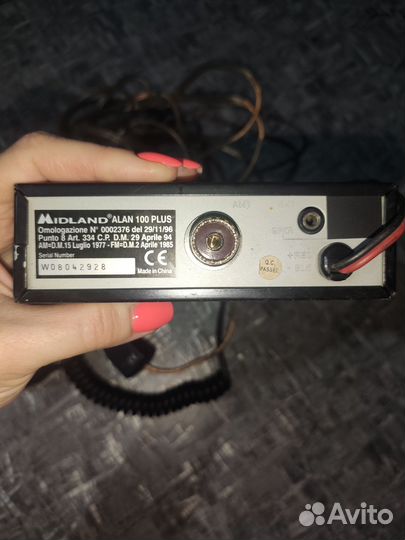 MIDLAND ALAN 100 PLUS
Omologazione N° 0002376 del 29/11/96
Punto 8 Art. 334 C.P. D.M. 29 Aprile 94
AM=D.M.15 Luglio 1977 - FM=D.M.2 Aprile 1985
Serial Number
W08042928
CE
Made in China
Q.C.
PASSED
Avito